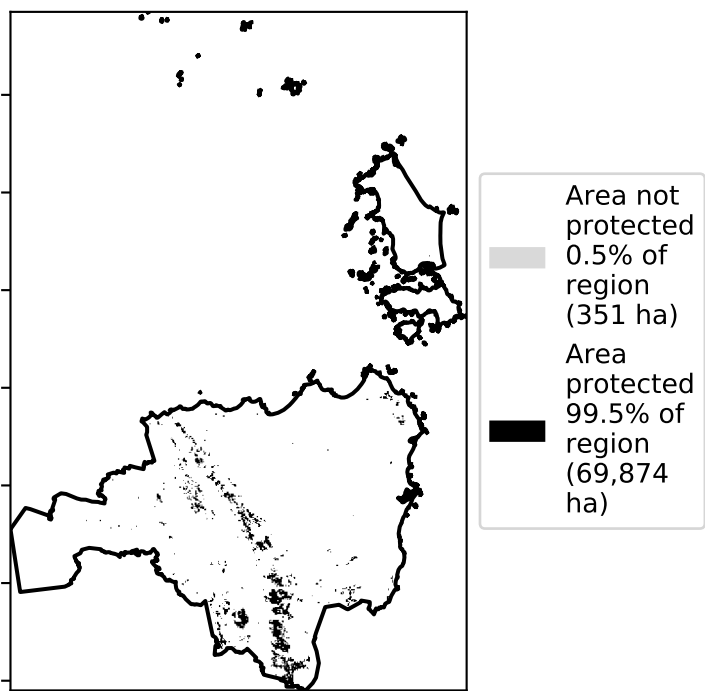 Area not
protected
0.5% of
region
(351 ha)
Area
protected
99.5% of
region
(69,874
ha)